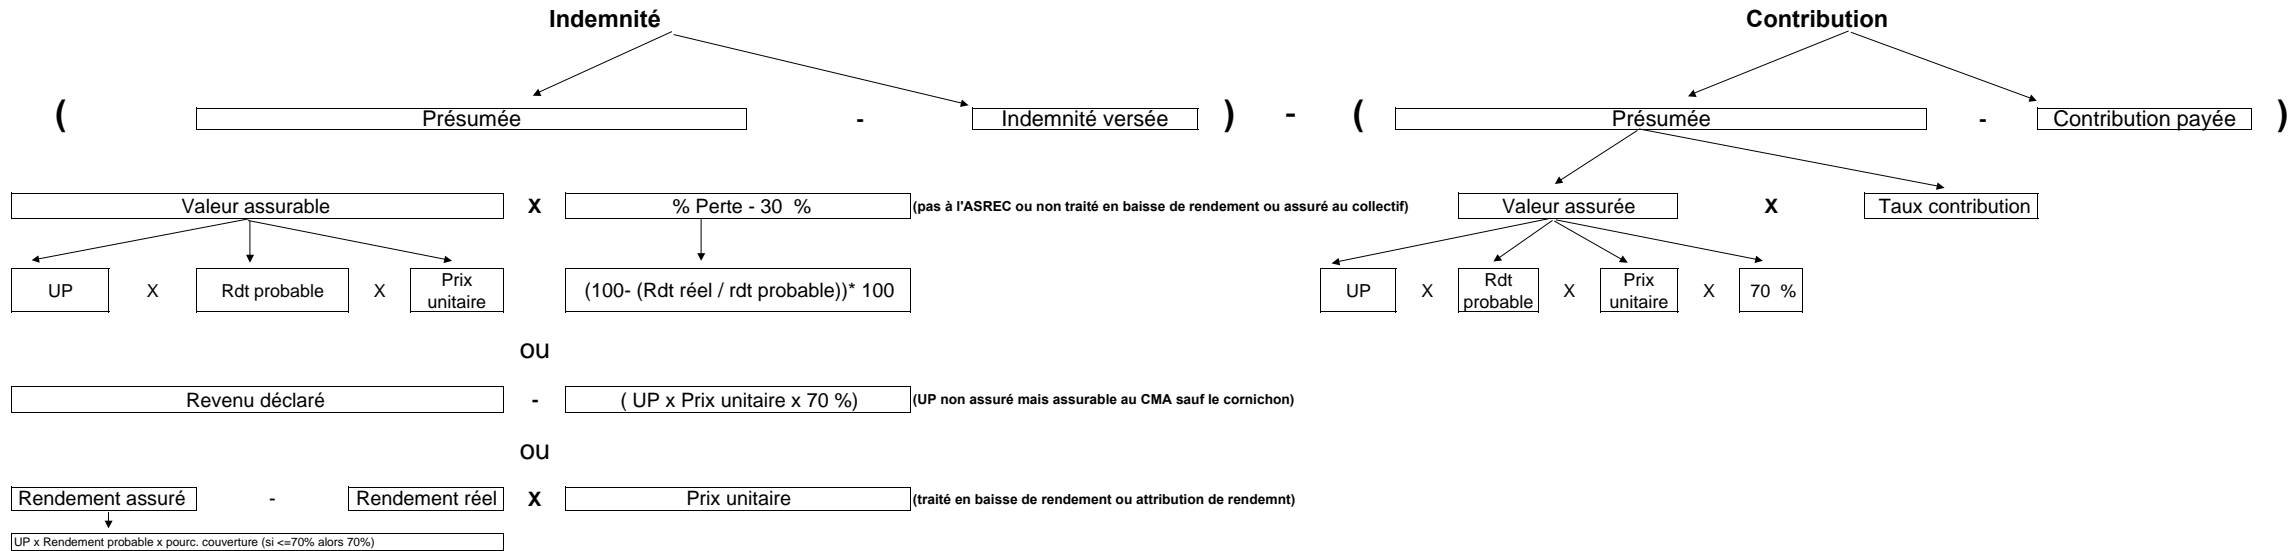 Indemnité Contribution
( Présumée - Indemnité versée ) - ( Présumée - Contribution payée )
Valeur assurable X % Perte - 30 % (pas à l'ASREC ou non traité en baisse de rendement ou assuré au collectif) Valeur assurée X Taux contribution
UP X Rdt probable X Prix unitaire (100- (Rdt réel / rdt probable))* 100 UP X Rdt probable X Prix unitaire X 70 %
ou
Revenu déclaré - ( UP x Prix unitaire x 70 %) (UP non assuré mais assurable au CMA sauf le cornichon)
ou
Rendement assuré - Rendement réel X Prix unitaire (traité en baisse de rendement ou attribution de rendemnt)
UP x Rendement probable x pourc. couverture (si <=70% alors 70%)